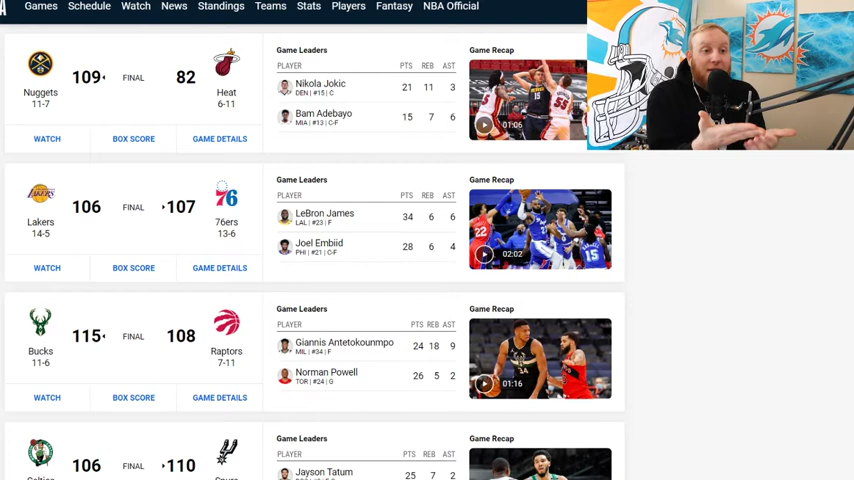 Games Schedule Watch News Standings Teams Stats Players Fantasy NBA Official
Nuggets
11-7
109
FINAL
82
Heat
6-11
WATCH BOX SCORE GAME DETAILS
Game Leaders
PLAYER PTS REB AST
Nikola Jokic 21 11 3
DEN | #15 | C
Bam Adebayo 15 7 6
MIA | #13 | C-F
Game Recap
15
55
01:06
LAKERS
Lakers
14-5
106
FINAL
107
76
76ers
13-6
WATCH BOX SCORE GAME DETAILS
Game Leaders
PLAYER PTS REB AST
LeBron James 34 6 6
LAL | #23 | F
Joel Embiid 28 6 4
PHI | #21 | C-F
Game Recap
22
15
02:02
Bucks
11-6
115
FINAL
108
Raptors
7-11
WATCH BOX SCORE GAME DETAILS
Game Leaders
PLAYER PTS REB AST
Giannis Antetokounmpo 24 18 9
MIL | #34 | F
Norman Powell 26 5 2
TOR | #24 | G
Game Recap
34
01:16
106
FINAL
110
Game Leaders
PLAYER PTS REB AST
Jayson Tatum 25 7 2
Game Recap